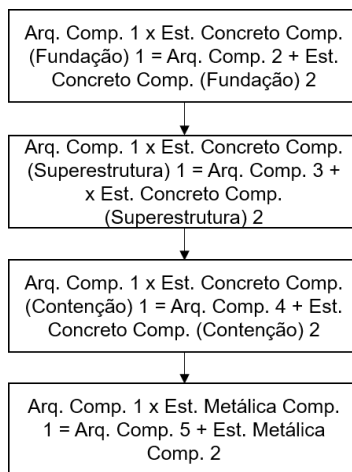 Arq. Comp. 1 x Est. Concreto Comp.
(Fundação) 1 = Arq. Comp. 2 + Est.
Concreto Comp. (Fundação) 2
Arq. Comp. 1 x Est. Concreto Comp.
(Superestrutura) 1 = Arq. Comp. 3 +
x Est. Concreto Comp.
(Superestrutura) 2
Arq. Comp. 1 x Est. Concreto Comp.
(Contenção) 1 = Arq. Comp. 4 + Est.
Concreto Comp. (Contenção) 2
Arq. Comp. 1 x Est. Metálica Comp.
1 = Arq. Comp. 5 + Est. Metálica
Comp. 2